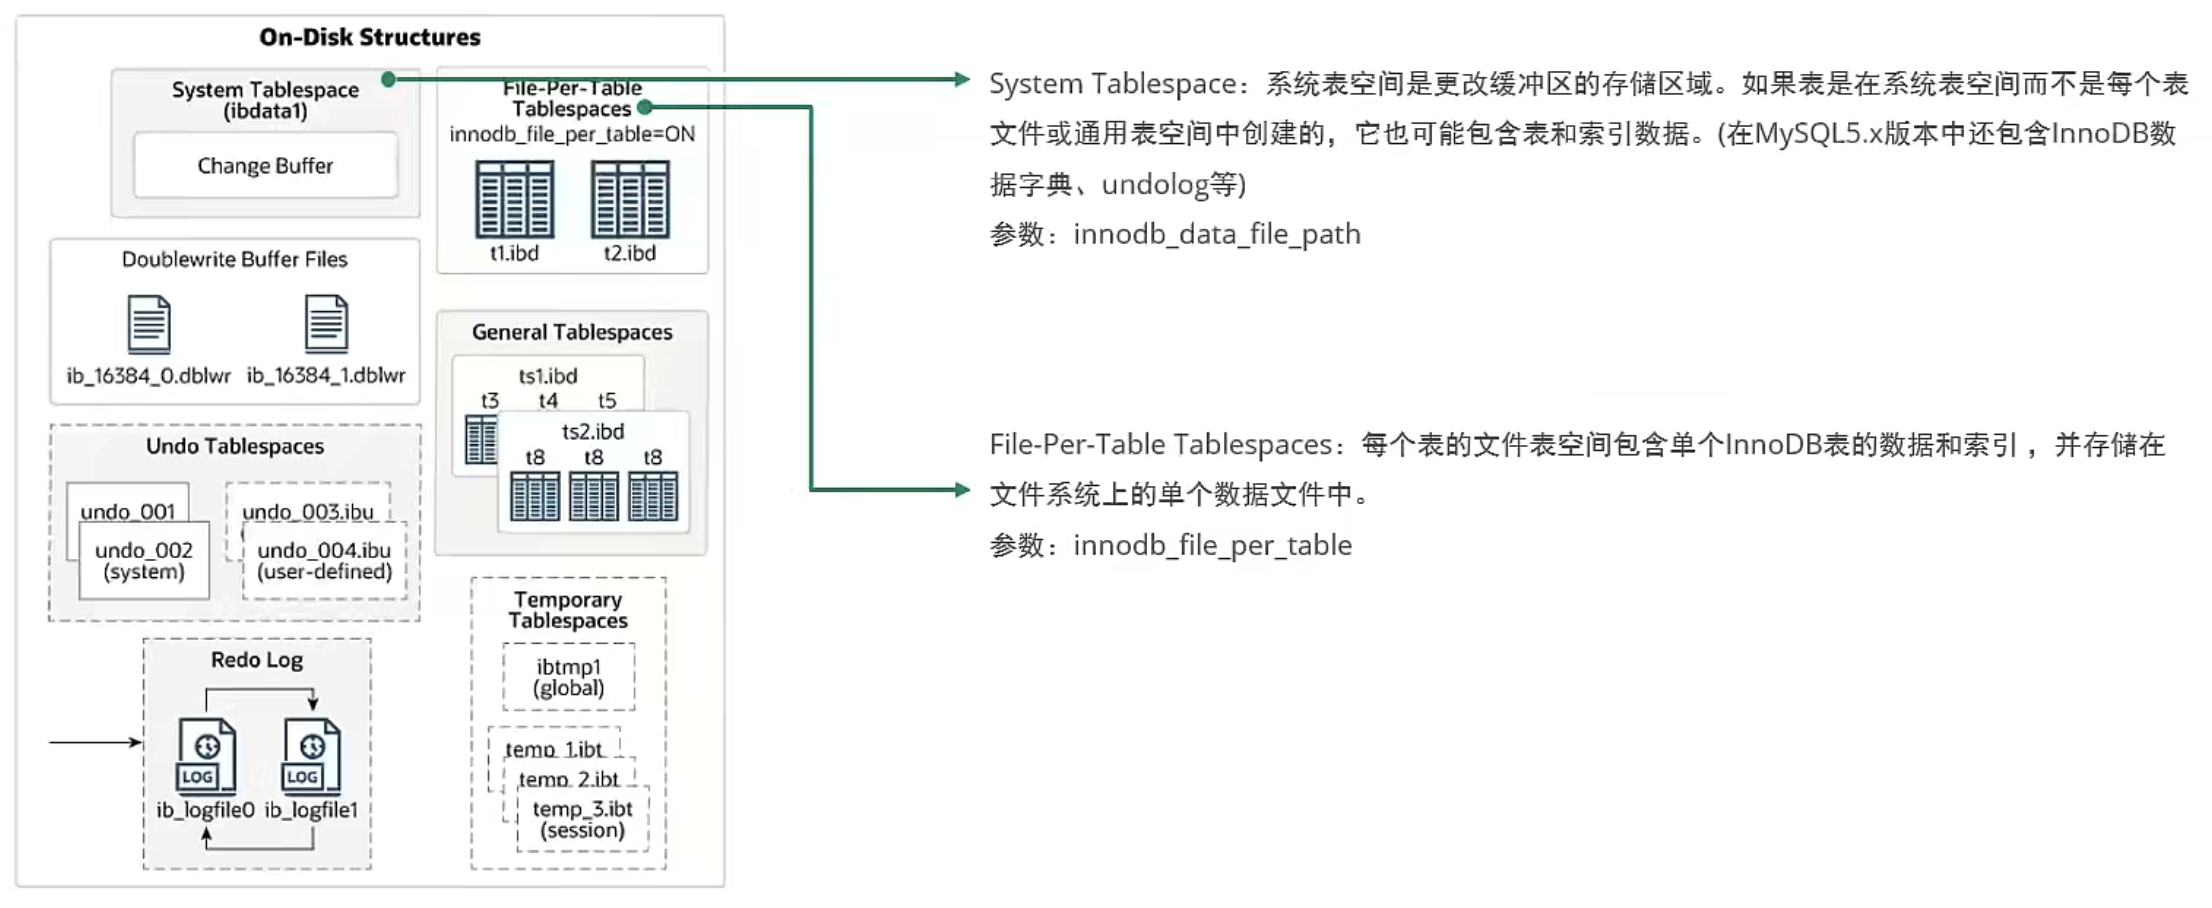 On-Disk Structures
System Tablespace
(ibdata1)
Change Buffer
File-Per-Table
Tablespaces
innodb_file_per_table=ON
t1.ibd
t2.ibd
Doublewrite Buffer Files
ib_16384_0.dblwr
ib_16384_1.dblwr
General Tablespaces
ts1.ibd
t3 t4 t5
ts2.ibd
t8 t8 t8
Undo Tablespaces
undo_001
undo_002
(system)
undo_003.ibu
undo_004.ibu
(user-defined)
Temporary
Tablespaces
ibtmp1
(global)
temp_1.ibt
temp_2.ibt
temp_3.ibt
(session)
Redo Log
LOG
LOG
ib_logfile0
ib_logfile1
System Tablespace：系统表空间是更改缓冲区的存储区域。如果表是在系统表空间而不是每个表
文件或通用表空间中创建的，它也可能包含表和索引数据。(在MySQL5.x版本中还包含InnoDB数
据字典、undolog等)
参数：innodb_data_file_path
File-Per-Table Tablespaces：每个表的文件表空间包含单个InnoDB表的数据和索引 ，并存储在
文件系统上的单个数据文件中。
参数：innodb_file_per_table